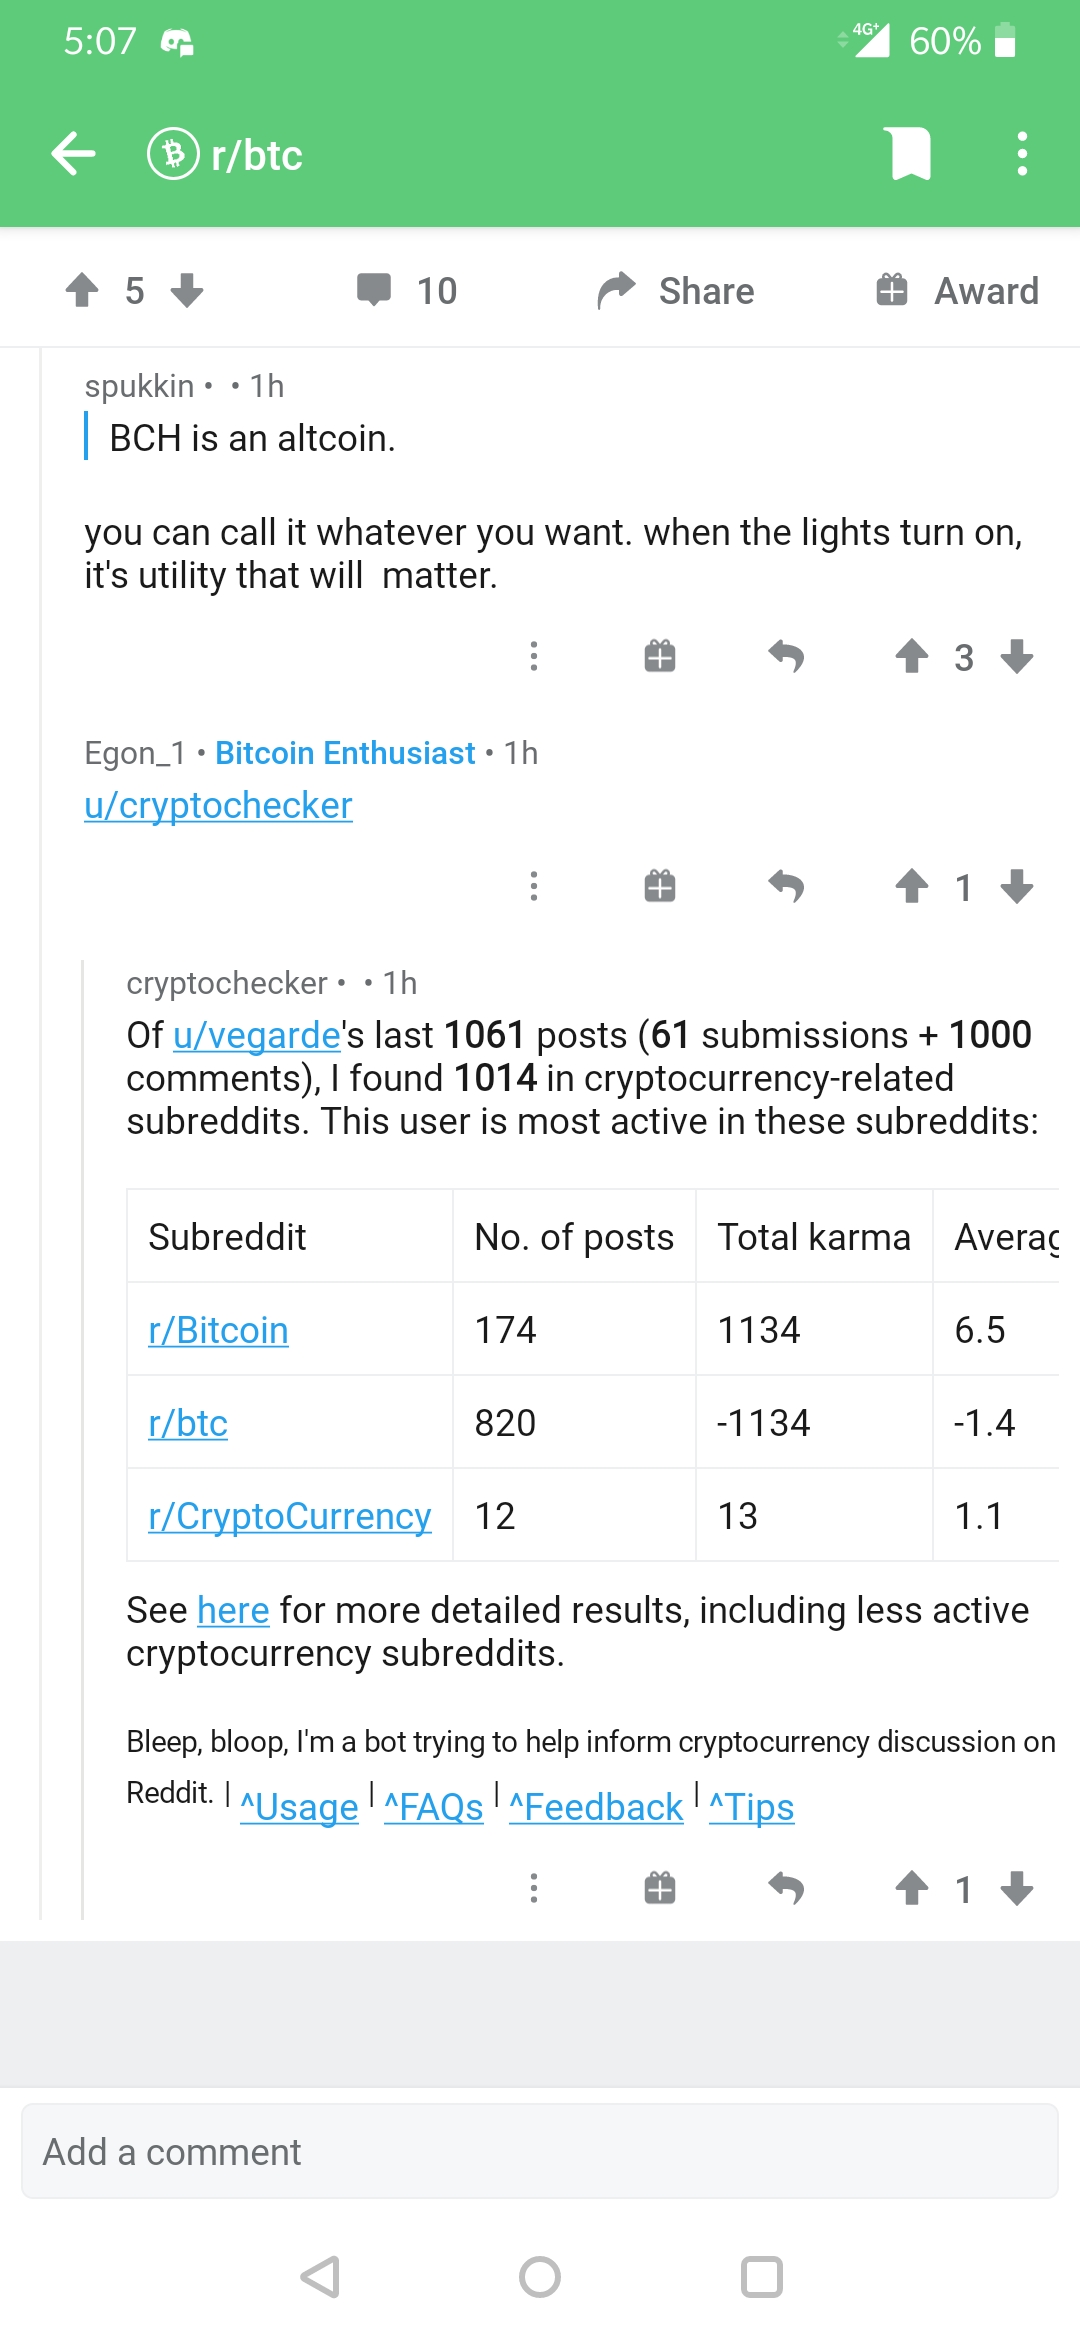 5:07 4G+ 60%
r/btc
5 10 Share Award
spukkin • • 1h
BCH is an altcoin.
you can call it whatever you want. when the lights turn on,
it's utility that will  matter.
3
Egon_1 • Bitcoin Enthusiast • 1h
u/cryptochecker
1
cryptochecker • • 1h
Of u/vegarde's last 1061 posts (61 submissions + 1000
comments), I found 1014 in cryptocurrency-related
subreddits. This user is most active in these subreddits:
Subreddit No. of posts Total karma Averag
r/Bitcoin 174 1134 6.5
r/btc 820 -1134 -1.4
r/CryptoCurrency 12 13 1.1
See here for more detailed results, including less active
cryptocurrency subreddits.
Bleep, bloop, I'm a bot trying to help inform cryptocurrency discussion on
Reddit. | ^Usage | ^FAQs | ^Feedback | ^Tips
1
Add a comment